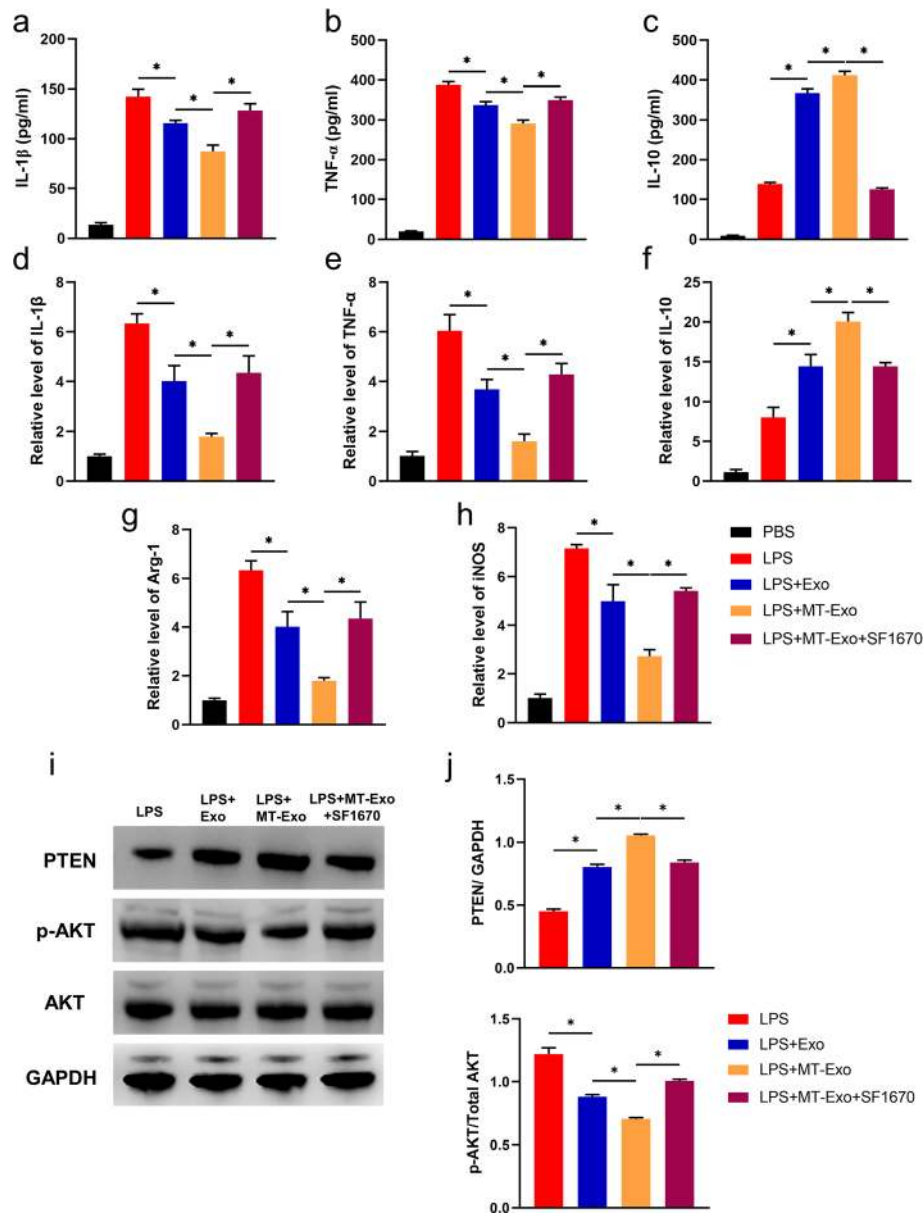 a
IL-1β (pg/ml)
200
150
100
50
0
*
*
*
b
TNF-α (pg/ml)
500
400
300
200
100
0
*
*
*
c
IL-10 (pg/ml)
500
400
300
200
100
0
*
*
*
d
Relative level of IL-1β
8
6
4
2
0
*
*
*
e
Relative level of TNF-α
8
6
4
2
0
*
*
*
f
Relative level of IL-10
25
20
15
10
5
0
*
*
*
g
Relative level of Arg-1
8
6
4
2
0
*
*
*
h
Relative level of iNOS
8
6
4
2
0
*
*
*
PBS
LPS
LPS+Exo
LPS+MT-Exo
LPS+MT-Exo+SF1670
i
LPS
LPS+
Exo
LPS+
MT-Exo
LPS+MT-Exo
+SF1670
PTEN
p-AKT
AKT
GAPDH
j
PTEN/ GAPDH
1.5
1.0
0.5
0.0
*
*
*
p-AKT/Total AKT
1.5
1.0
0.5
0.0
*
*
*
LPS
LPS+Exo
LPS+MT-Exo
LPS+MT-Exo+SF1670